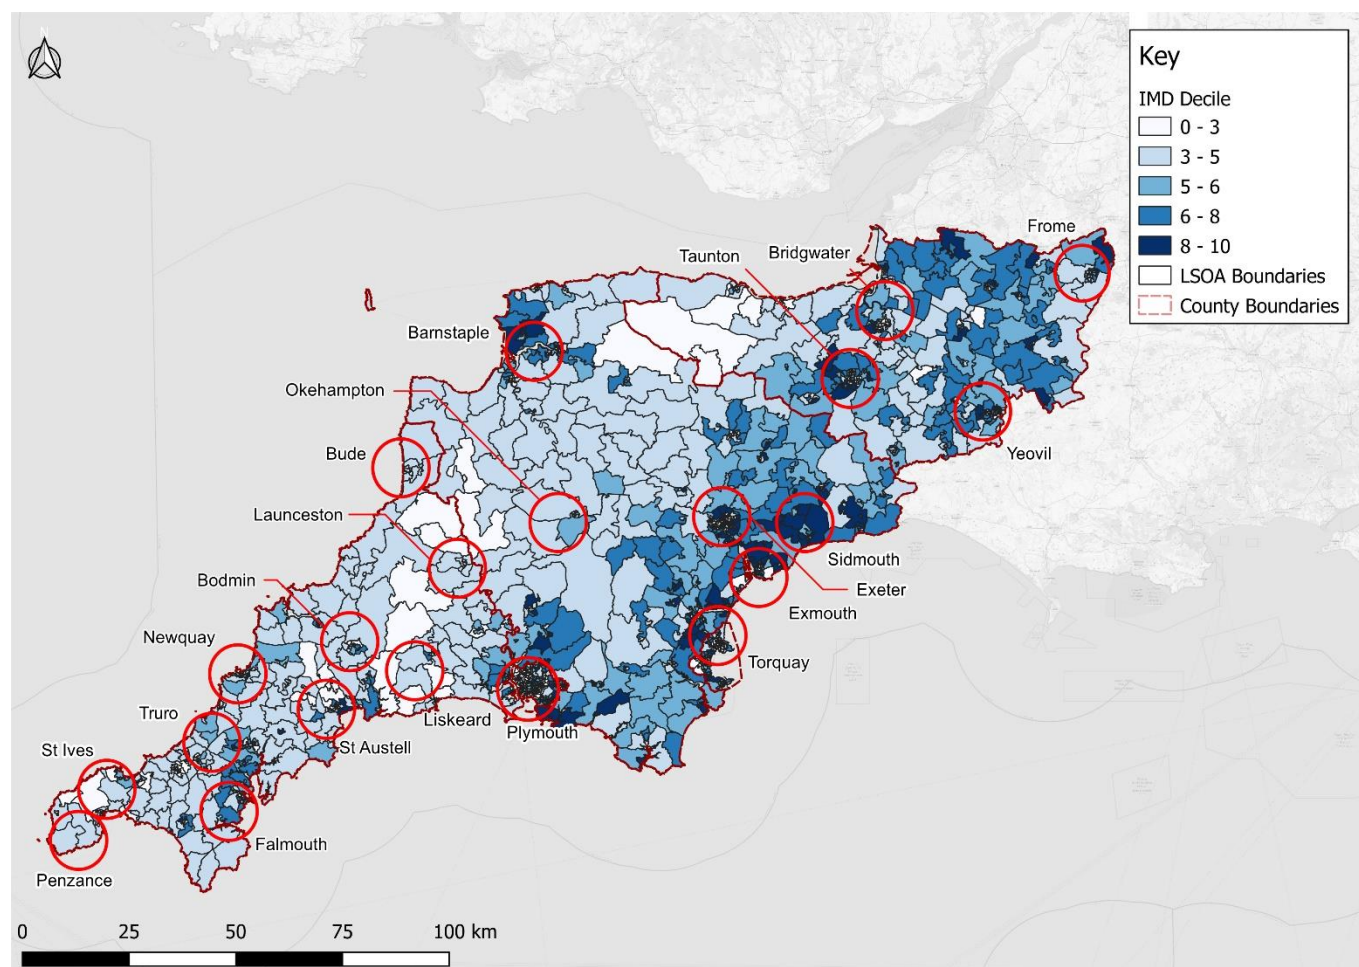 N
Key
IMD Decile
0 - 3
3 - 5
5 - 6
6 - 8
8 - 10
LSOA Boundaries
County Boundaries
Frome
Bridgwater
Taunton
Barnstaple
Okehampton
Bude
Yeovil
Launceston
Sidmouth
Bodmin
Exeter
Exmouth
Newquay
Torquay
Truro
Liskeard
Plymouth
St Austell
St Ives
Falmouth
Penzance
0 25 50 75 100 km